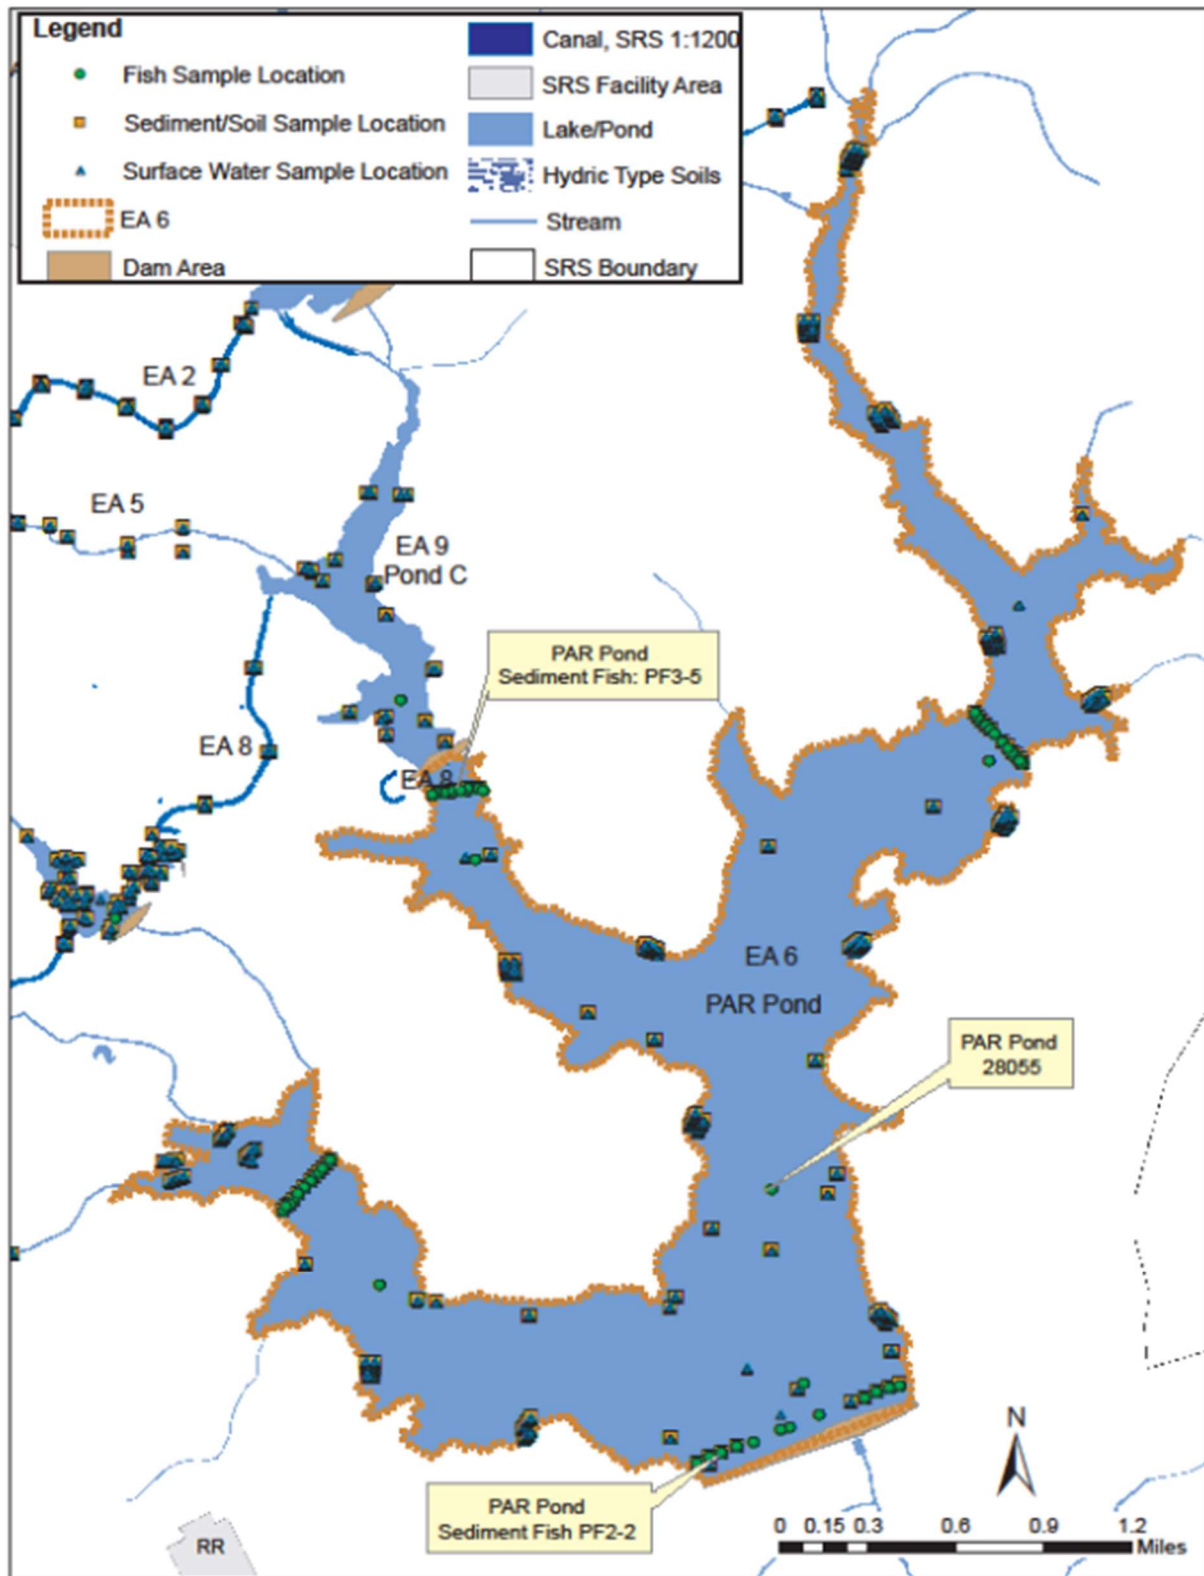 Legend
Fish Sample Location
Sediment/Soil Sample Location
Surface Water Sample Location
EA 6
Dam Area
Canal, SRS 1:1200
SRS Facility Area
Lake/Pond
Hydric Type Soils
Stream
SRS Boundary
EA 2
EA 5
EA 9
Pond C
PAR Pond
Sediment Fish: PF3-5
EA 8
EA 8
EA 6
PAR Pond
PAR Pond
28055
PAR Pond
Sediment Fish PF2-2
RR
N
0 0.15 0.3 0.6 0.9 1.2
Miles